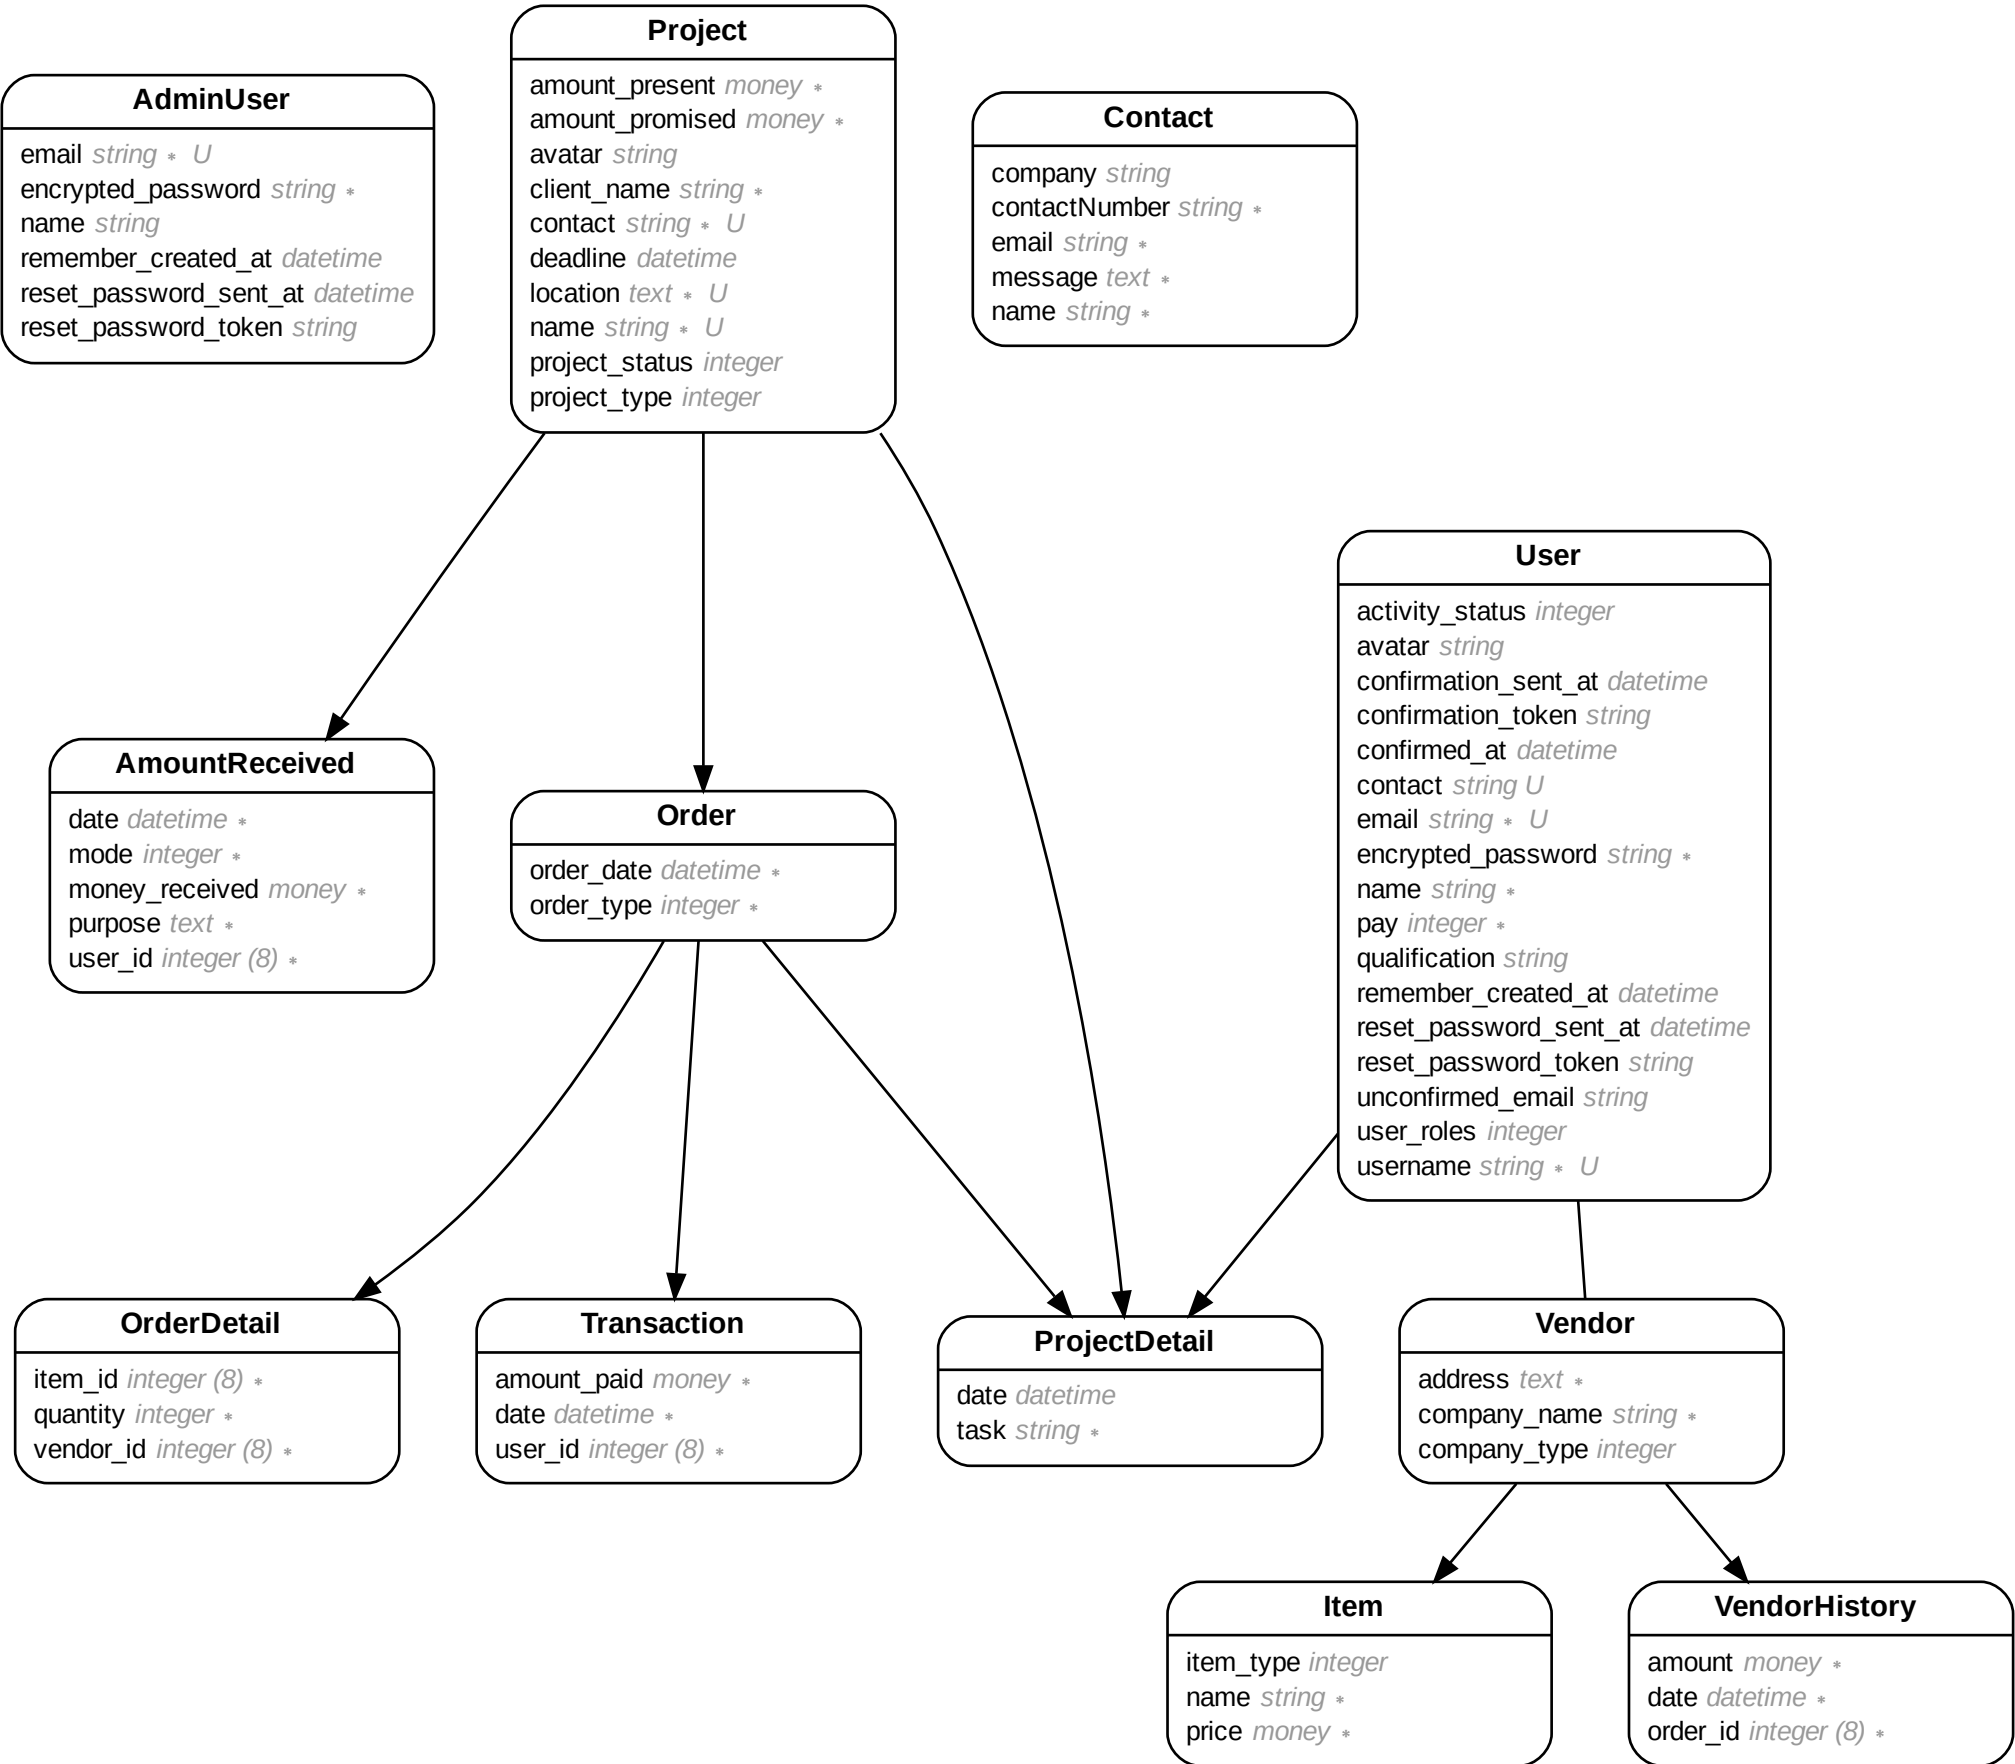 Project
amount_present money *
amount_promised money *
avatar string
client_name string *
contact string * U
deadline datetime
location text * U
name string * U
project_status integer
project_type integer
AdminUser
email string * U
encrypted_password string *
name string
remember_created_at datetime
reset_password_sent_at datetime
reset_password_token string
Contact
company string
contactNumber string *
email string *
message text *
name string *
User
activity_status integer
avatar string
confirmation_sent_at datetime
confirmation_token string
confirmed_at datetime
contact string U
email string * U
encrypted_password string *
name string *
pay integer *
qualification string
remember_created_at datetime
reset_password_sent_at datetime
reset_password_token string
unconfirmed_email string
user_roles integer
username string * U
AmountReceived
date datetime *
mode integer *
money_received money *
purpose text *
user_id integer (8) *
Order
order_date datetime *
order_type integer *
OrderDetail
item_id integer (8) *
quantity integer *
vendor_id integer (8) *
Transaction
amount_paid money *
date datetime *
user_id integer (8) *
ProjectDetail
date datetime
task string *
Vendor
address text *
company_name string *
company_type integer
Item
item_type integer
name string *
price money *
VendorHistory
amount money *
date datetime *
order_id integer (8) *